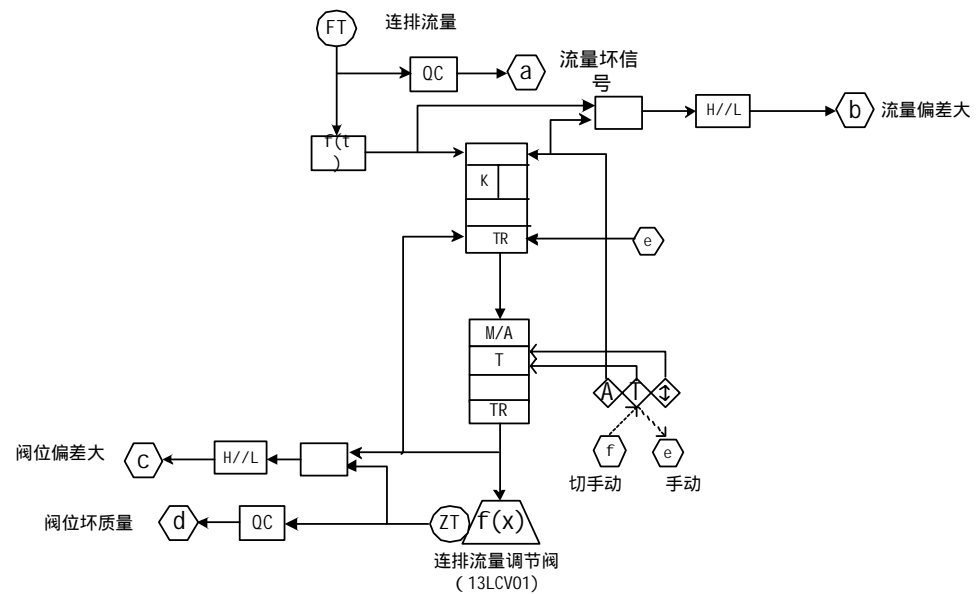 FT
连排流量
QC
a
流量坏信
号
H//L
b
流量偏差大
f(t
)
K
TR
e
M/A
T
TR
A
T
↕
f
e
切手动
手动
阀位偏差大
c
H//L
阀位坏质量
d
QC
ZT
f(x)
连排流量调节阀
(13LCV01)